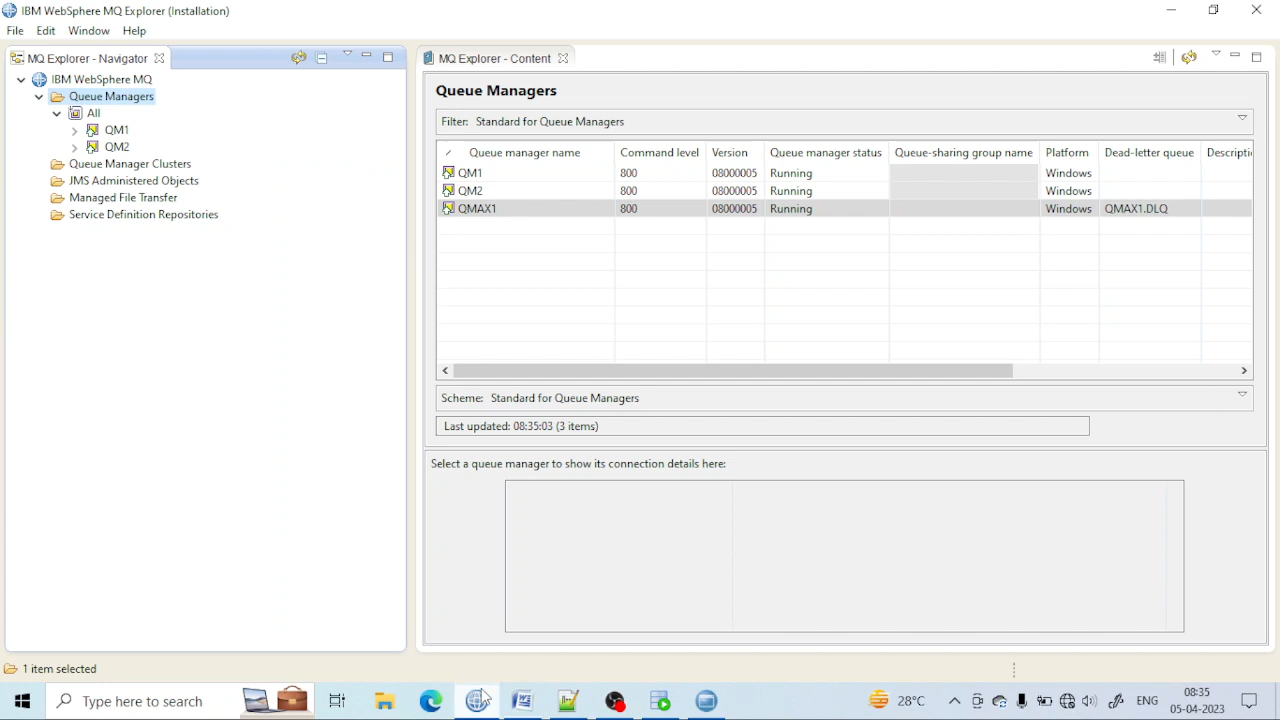 IBM WebSphere MQ Explorer (Installation)
File Edit Window Help
MQ Explorer - Navigator
IBM WebSphere MQ
Queue Managers
All
QM1
QM2
Queue Manager Clusters
JMS Administered Objects
Managed File Transfer
Service Definition Repositories
MQ Explorer - Content
Queue Managers
Filter: Standard for Queue Managers
Queue manager name Command level Version Queue manager status Queue-sharing group name Platform Dead-letter queue Descripti
QM1 800 08000005 Running Windows
QM2 800 08000005 Running Windows
QMAX1 800 08000005 Running Windows QMAX1.DLQ
Scheme: Standard for Queue Managers
Last updated: 08:35:03 (3 items)
Select a queue manager to show its connection details here:
1 item selected
Type here to search
28°C
ENG
08:35
05-04-2023